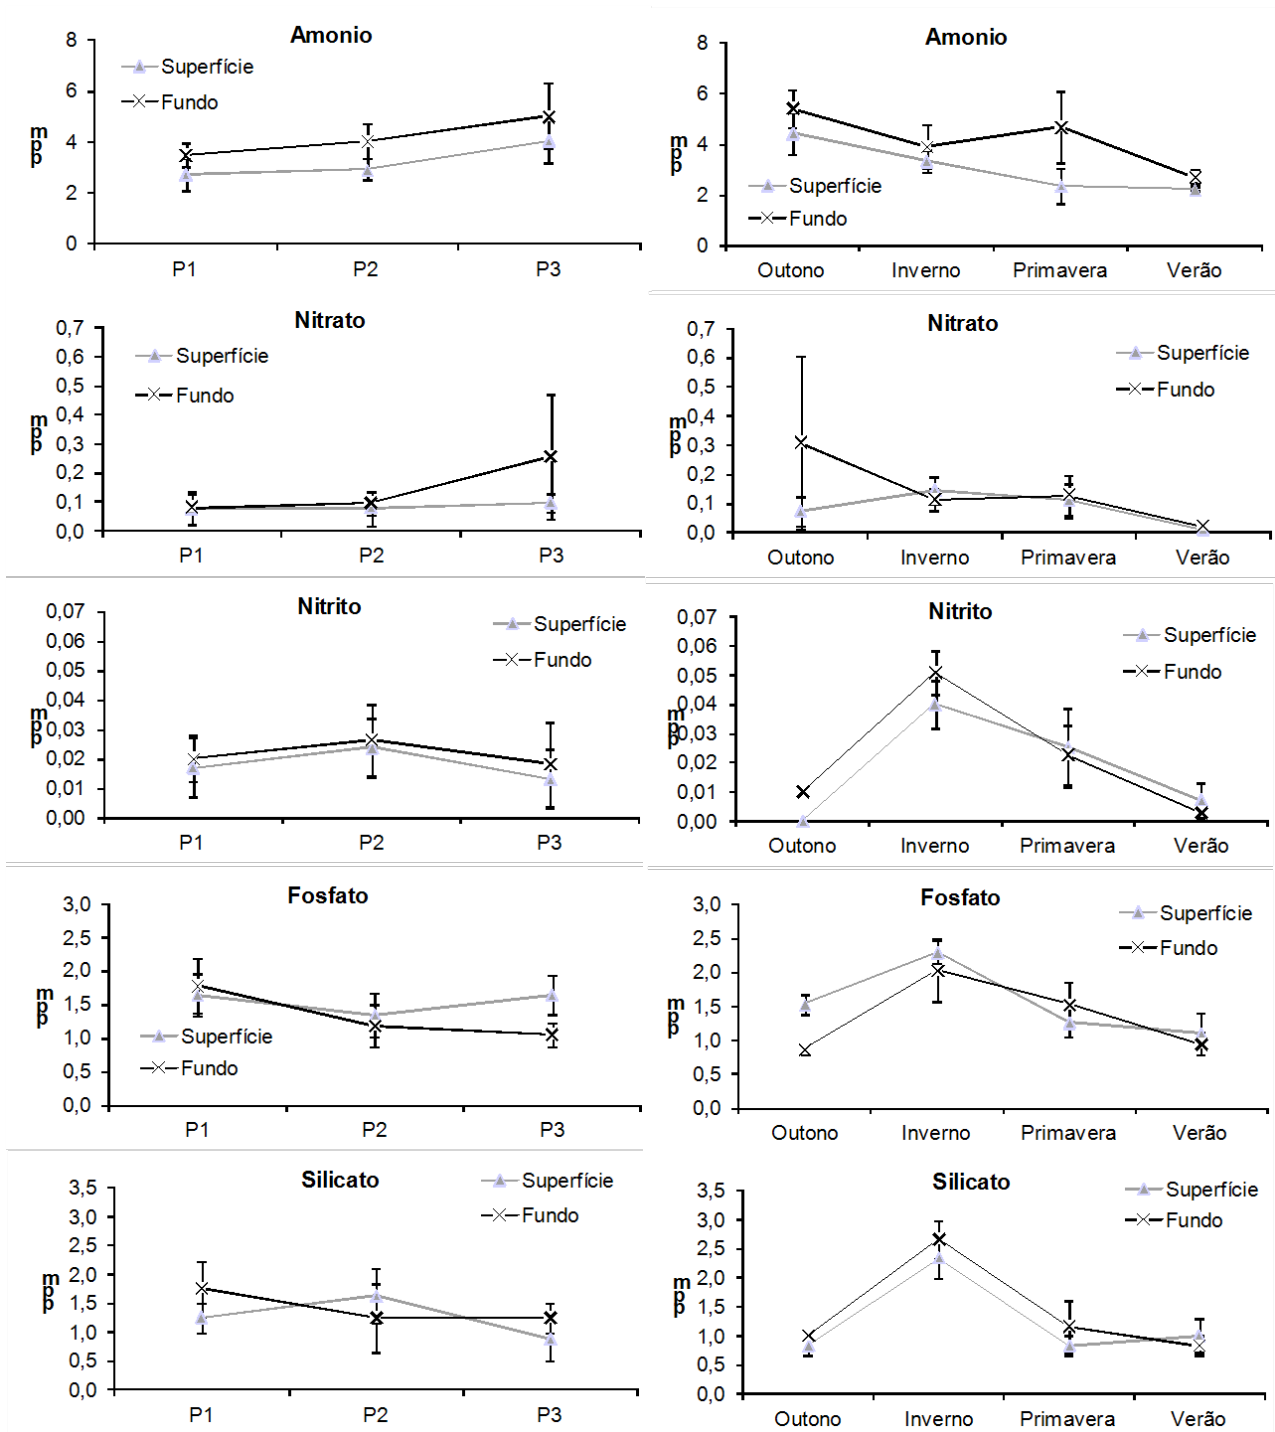 Amonio
8
6
4
2
0
mpp
Superfície
Fundo
P1 P2 P3
Amonio
8
6
4
2
0
mpp
Superfície
Fundo
Outono Inverno Primavera Verão
Nitrato
0,7
0,6
0,5
0,4
0,3
0,2
0,1
0,0
mpp
Superfície
Fundo
P1 P2 P3
Nitrato
0,7
0,6
0,5
0,4
0,3
0,2
0,1
0,0
mpp
Superfície
Fundo
Outono Inverno Primavera Verão
Nitrito
0,07
0,06
0,05
0,04
0,03
0,02
0,01
0,00
mpp
Superfície
Fundo
P1 P2 P3
Nitrito
0,07
0,06
0,05
0,04
0,03
0,02
0,01
0,00
mpp
Superfície
Fundo
Outono Inverno Primavera Verão
Fosfato
3,0
2,5
2,0
1,5
1,0
0,5
0,0
mpp
Superfície
Fundo
P1 P2 P3
Fosfato
3,0
2,5
2,0
1,5
1,0
0,5
0,0
mpp
Superfície
Fundo
Outono Inverno Primavera Verão
Silicato
3,5
3,0
2,5
2,0
1,5
1,0
0,5
0,0
mpp
Superfície
Fundo
P1 P2 P3
Silicato
3,5
3,0
2,5
2,0
1,5
1,0
0,5
0,0
mpp
Superfície
Fundo
Outono Inverno Primavera Verão